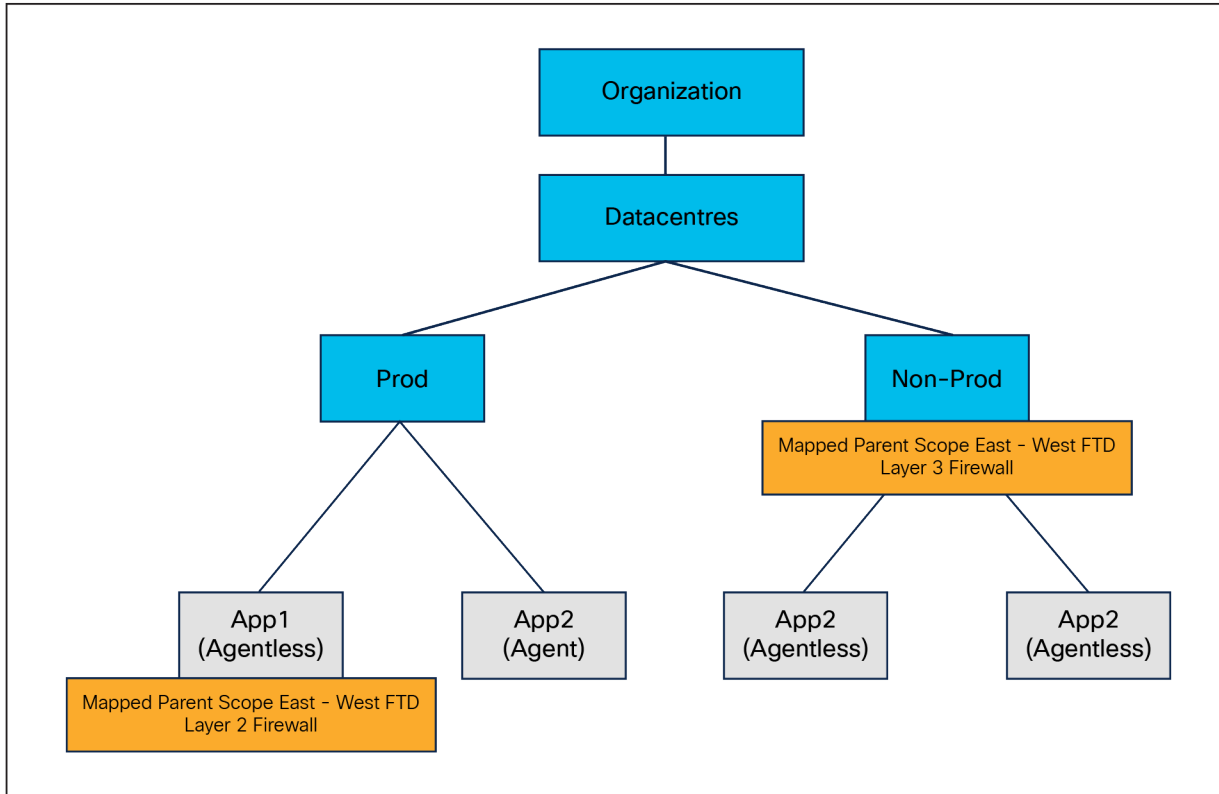 Organization
Datacentres
Prod
Non-Prod
Mapped Parent Scope East - West FTD
Layer 3 Firewall
App1
(Agentless)
App2
(Agent)
App2
(Agentless)
App2
(Agentless)
Mapped Parent Scope East - West FTD
Layer 2 Firewall